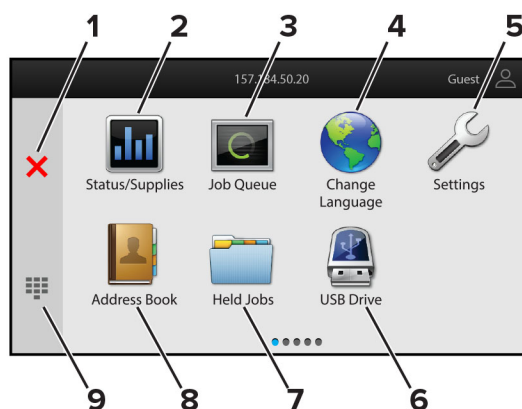 1 2 3 4 5
157.184.50.20 Guest
Status/Supplies Job Queue Change Language Settings
Address Book Held Jobs USB Drive
9 8 7 6